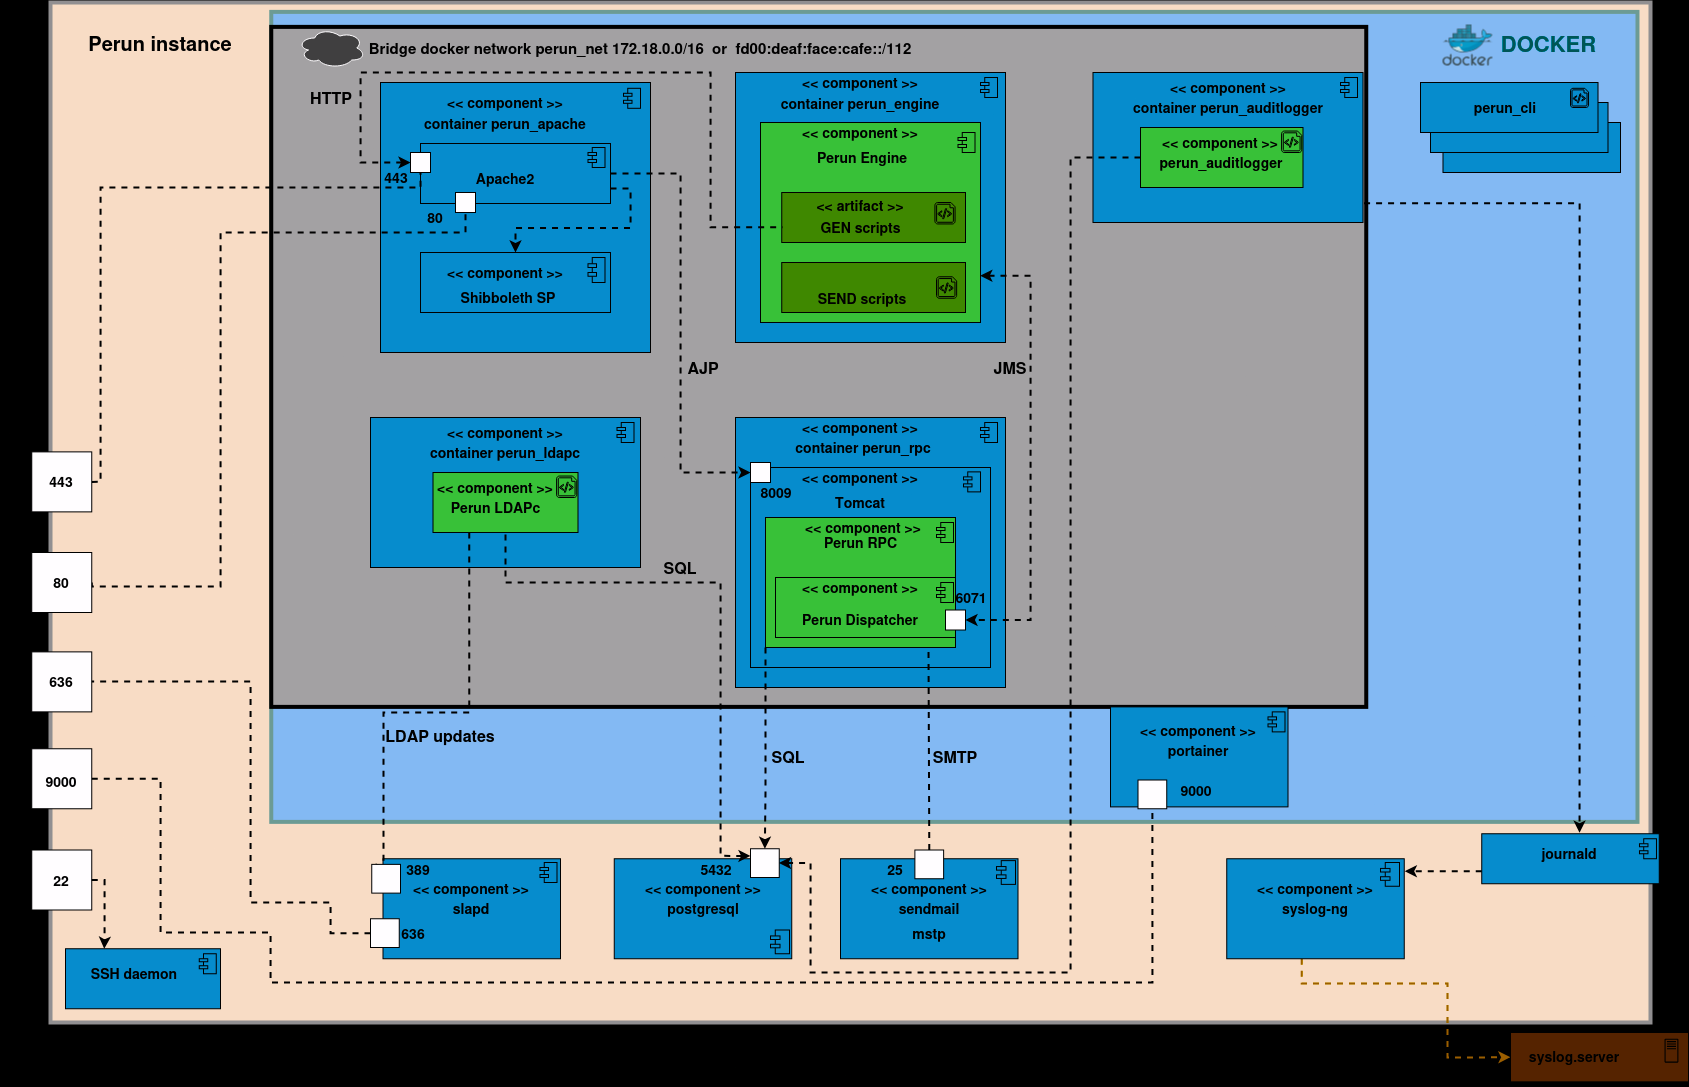 Perun instance
Bridge docker network perun_net 172.18.0.0/16 or fd00:deaf:face:cafe::/112
docker
DOCKER
HTTP
<< component >>
container perun_apache
443
Apache2
80
<< component >>
Shibboleth SP
<< component >>
container perun_engine
<< component >>
Perun Engine
<< artifact >>
GEN scripts
SEND scripts
<< component >>
container perun_auditlogger
<< component >>
perun_auditlogger
perun_cli
AJP
JMS
<< component >>
container perun_ldapc
<< component >>
Perun LDAPc
SQL
<< component >>
container perun_rpc
8009
<< component >>
Tomcat
<< component >>
Perun RPC
<< component >>
6071
Perun Dispatcher
443
80
636
9000
22
LDAP updates
SQL
SMTP
<< component >>
portainer
9000
389
<< component >>
slapd
636
5432
<< component >>
postgresql
25
<< component >>
sendmail
mstp
<< component >>
syslog-ng
journald
SSH daemon
syslog.server